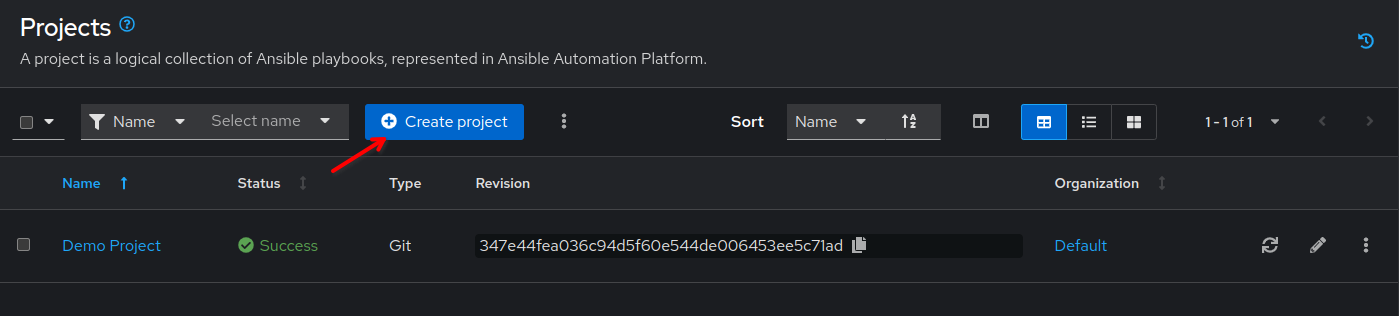 Projects
A project is a logical collection of Ansible playbooks, represented in Ansible Automation Platform.
Name Select name Create project Sort Name 1 - 1 of 1
Name Status Type Revision Organization
Demo Project Success Git 347e44fea036c94d5f60e544de006453ee5c71ad Default